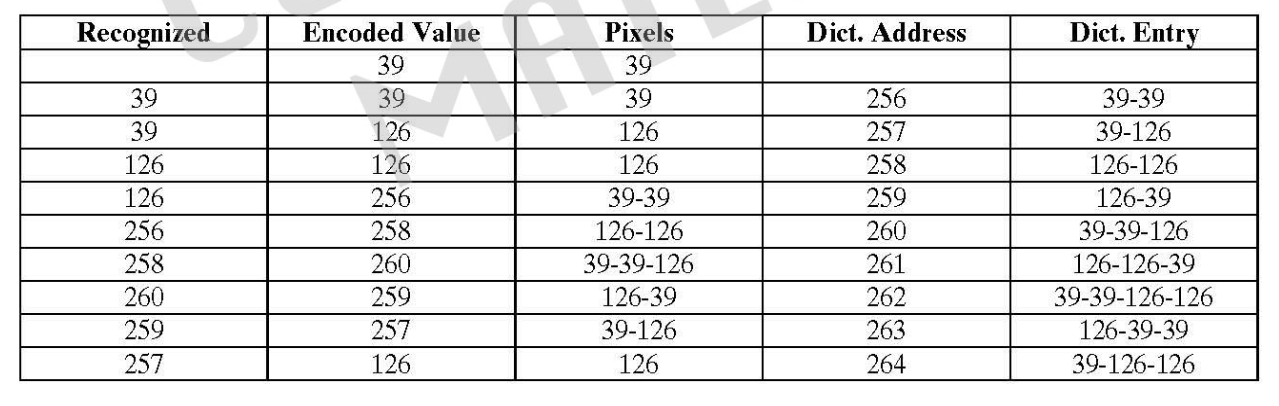 Recognized Encoded Value Pixels Dict. Address Dict. Entry
39 39
39 39 39 256 39-39
39 126 126 257 39-126
126 126 126 258 126-126
126 256 39-39 259 126-39
256 258 126-126 260 39-39-126
258 260 39-39-126 261 126-126-39
260 259 126-39 262 39-39-126-126
259 257 39-126 263 126-39-39
257 126 126 264 39-126-126